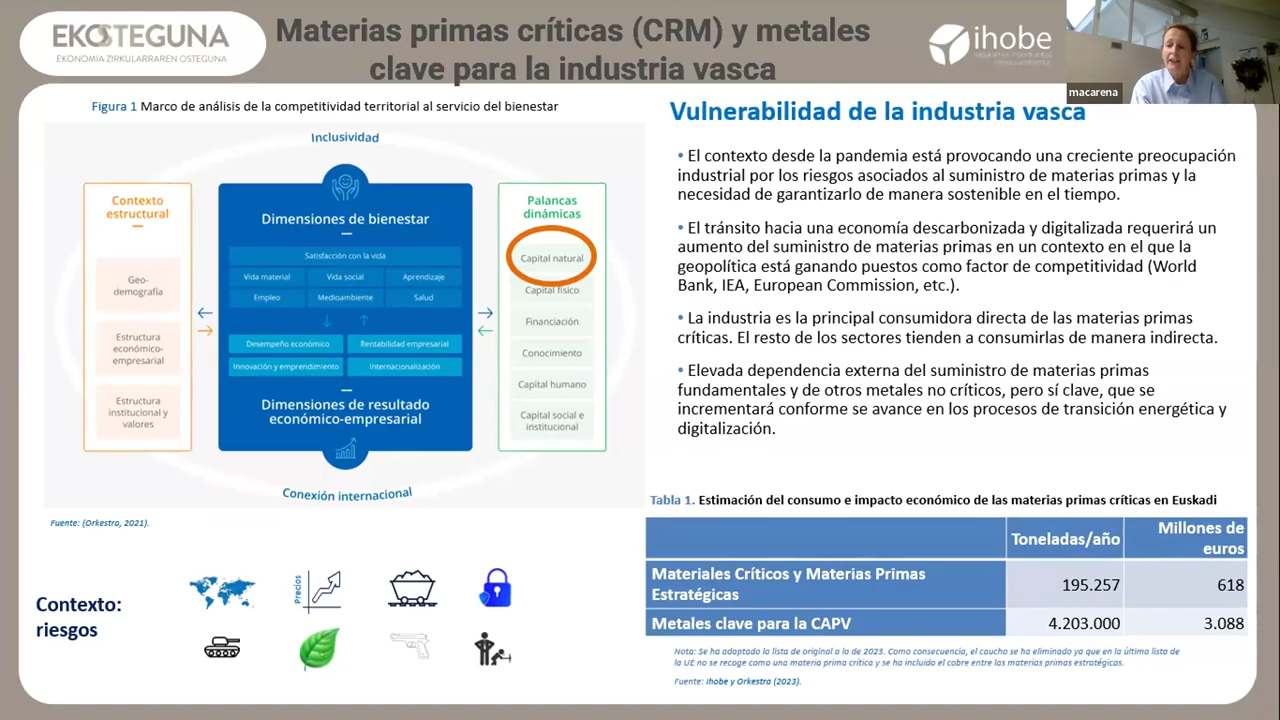 EKOSTEGUNA
EKONOMIA ZIRKULARRAREN OSTEGUNA
Materias primas críticas (CRM) y metales
clave para la industria vasca
ihobe
macarena
Figura 1 Marco de análisis de la competitividad territorial al servicio del bienestar
Inclusividad
Contexto
estructural
Geo-
demografía
Estructura
económico-
empresarial
Estructura
institucional y
valores
Dimensiones de bienestar
Satisfacción con la vida
Vida material
Vida social
Aprendizaje
Empleo
Medioambiente
Salud
Desempeño económico
Rentabilidad empresarial
Innovación y emprendimiento
Internacionalización
Dimensiones de resultado
económico-empresarial
Palancas
dinámicas
Capital natural
Capital físico
Financiación
Conocimiento
Capital humano
Capital social e
institucional
Conexión internacional
Fuente: (Orkestra, 2021).
Contexto:
riesgos
Precios
Vulnerabilidad de la industria vasca
• El contexto desde la pandemia está provocando una creciente preocupación
industrial por los riesgos asociados al suministro de materias primas y la
necesidad de garantizarlo de manera sostenible en el tiempo.
• El tránsito hacia una economía descarbonizada y digitalizada requerirá un
aumento del suministro de materias primas en un contexto en el que la
geopolítica está ganando puestos como factor de competitividad (World
Bank, IEA, European Commission, etc.).
• La industria es la principal consumidora directa de las materias primas
críticas. El resto de los sectores tienden a consumirlas de manera indirecta.
• Elevada dependencia externa del suministro de materias primas
fundamentales y de otros metales no críticos, pero sí clave, que se
incrementará conforme se avance en los procesos de transición energética y
digitalización.
Tabla 1. Estimación del consumo e impacto económico de las materias primas críticas en Euskadi
Toneladas/año
Millones de
euros
Materiales Críticos y Materias Primas
Estratégicas
195.257
618
Metales clave para la CAPV
4.203.000
3.088
Nota: Se ha adaptado la lista de original a la de 2023. Como consecuencia, el caucho se ha eliminado ya que en la última lista de
la UE no se recoge como una materia prima crítica y se ha incluido el cobre entre las materias primas estratégicas.
Fuente: Ihobe y Orkestra (2023).